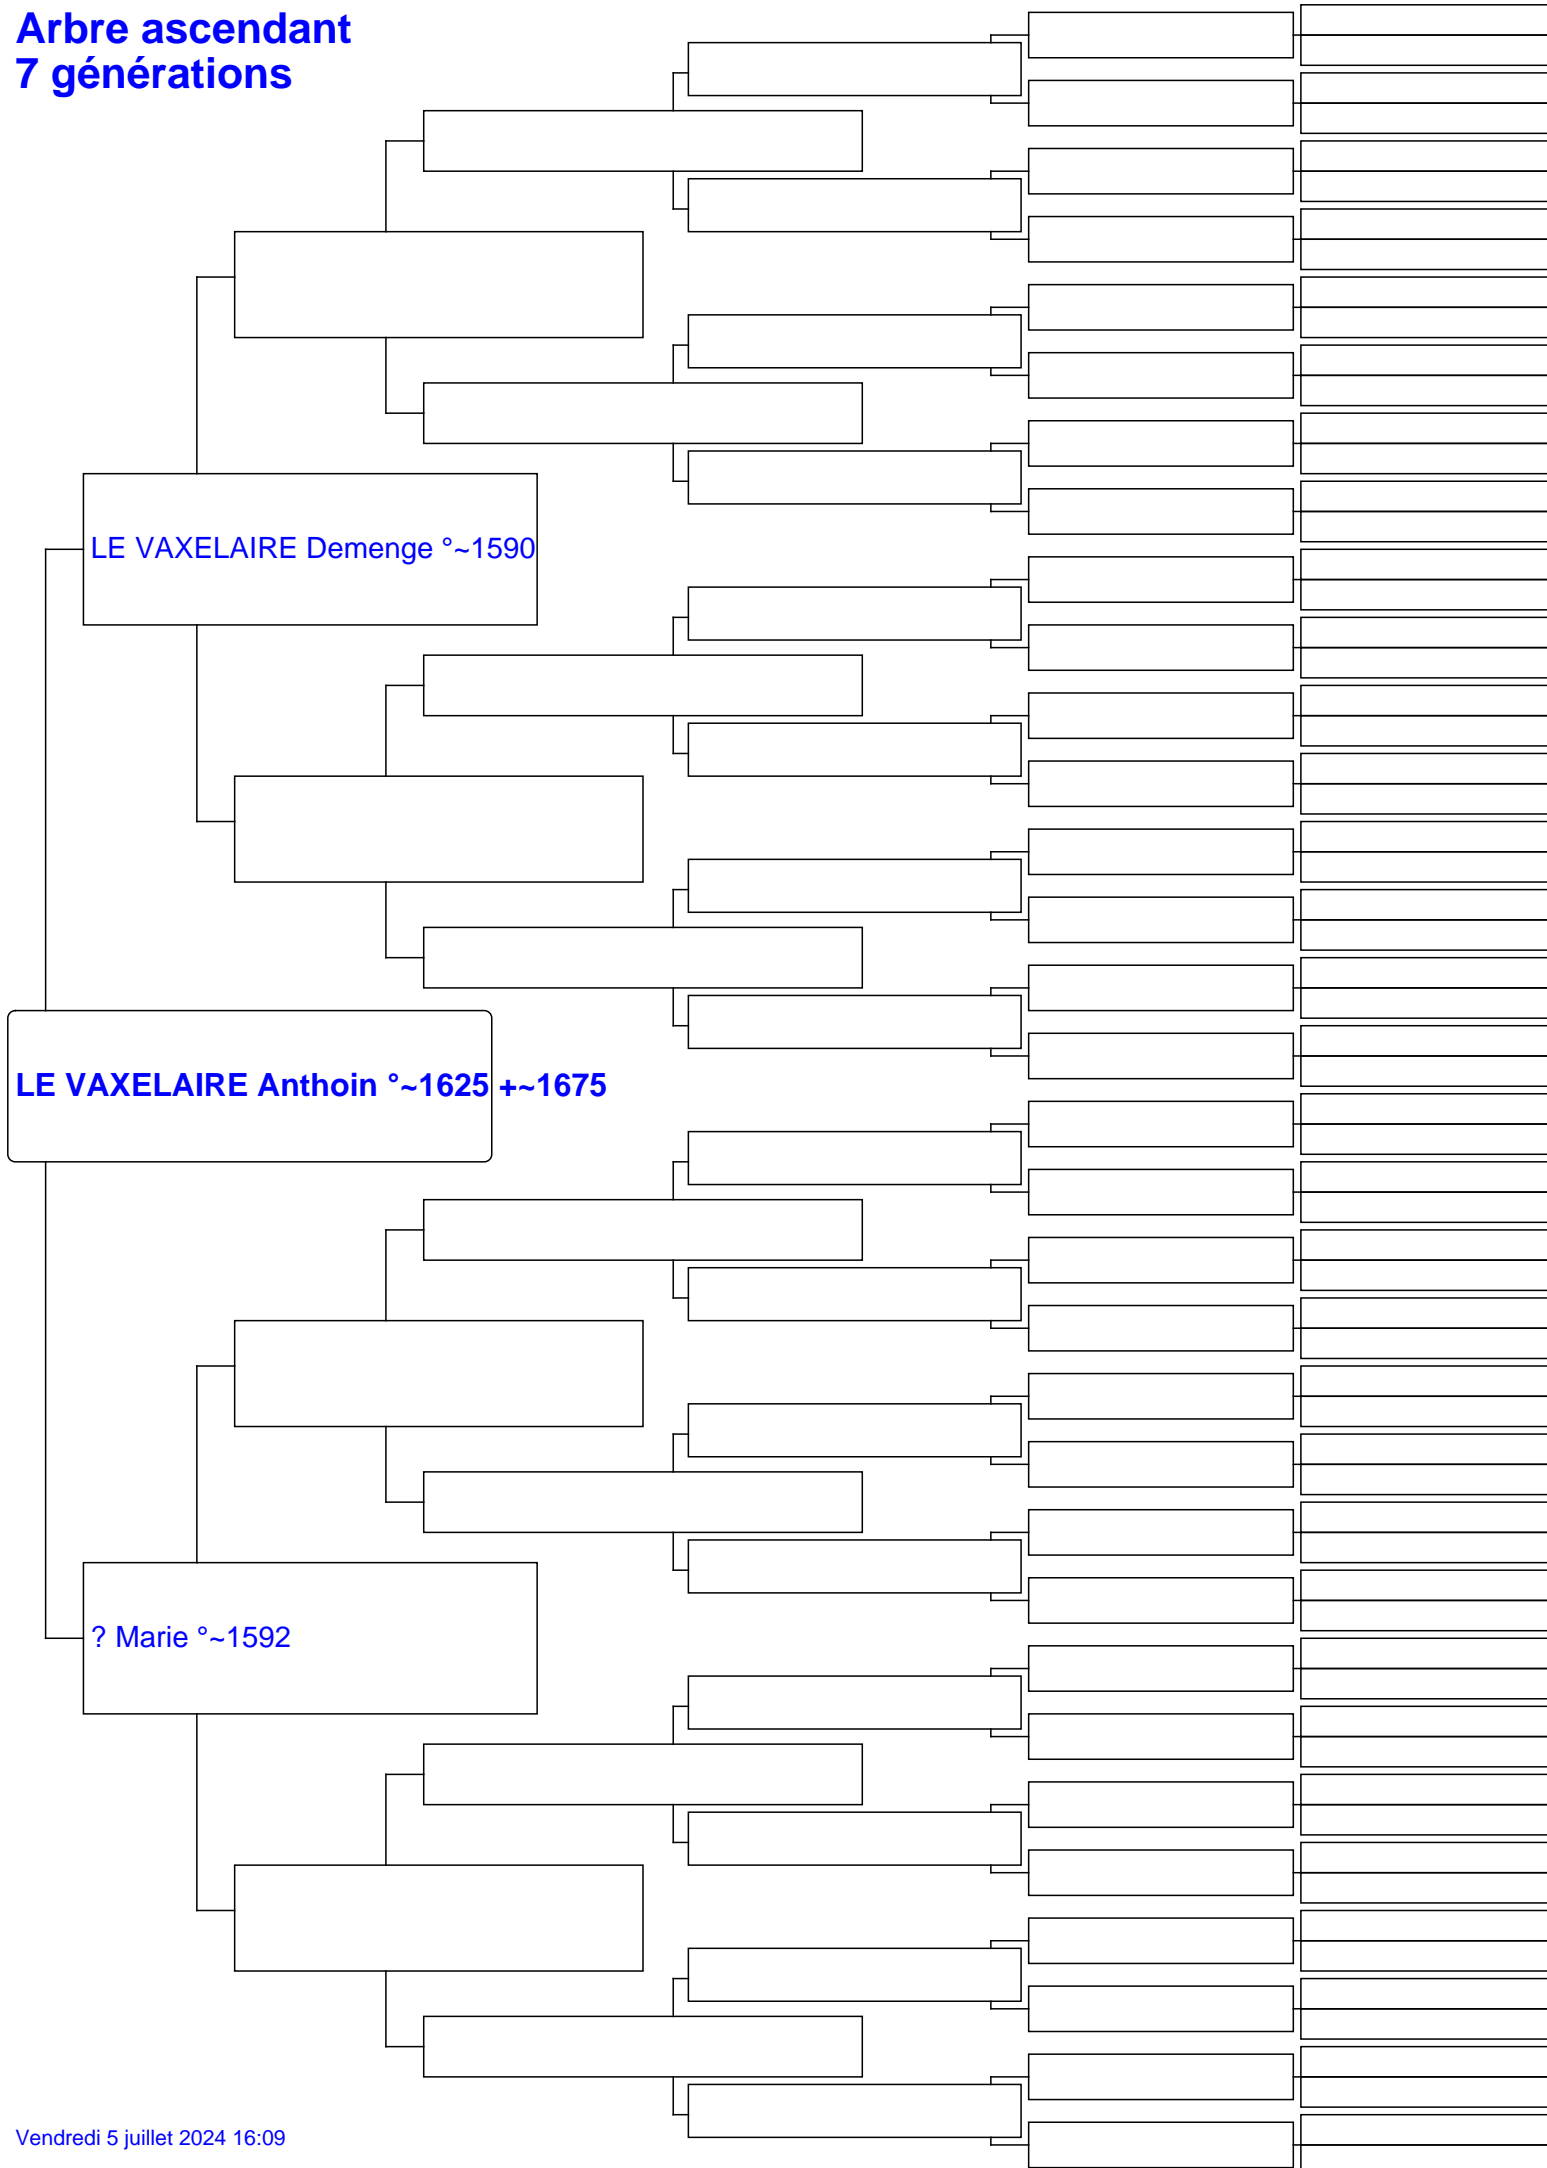 Arbre ascendant
7 générations
LE VAXELAIRE Demenge °~1590
LE VAXELAIRE Anthoin °~1625 +~1675
? Marie °~1592
Vendredi 5 juillet 2024 16:09